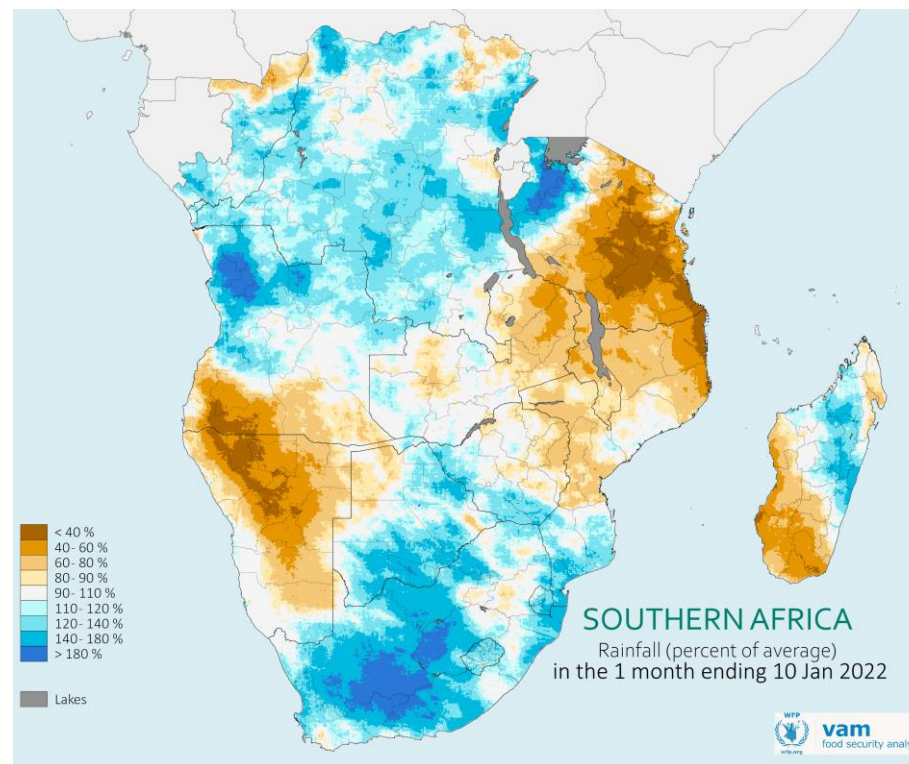 < 40 %
40- 60 %
60 - 80 %
80 - 90 %
90- 110 %
110- 120 %
120- 140 %
140- 180 %
> 180 %
Lakes
SOUTHERN AFRICA
Rainfall (percent of average)
in the 1 month ending 10 Jan 2022
WFP
wfp.org
vam
food security analy